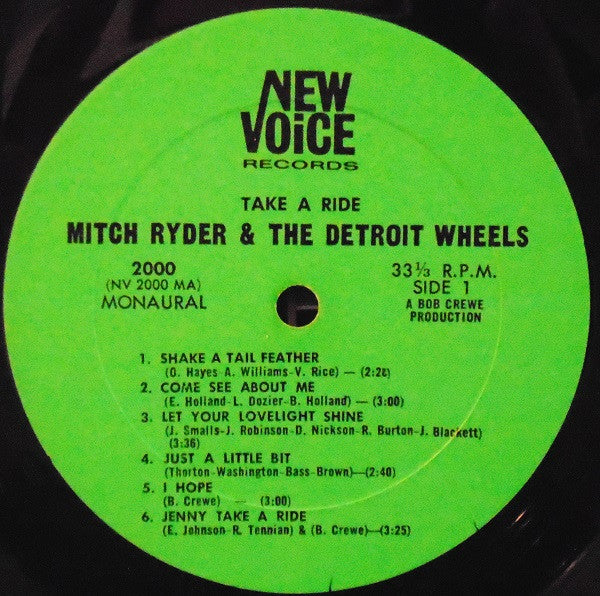 NEW
VOiCE
RECORDS
TAKE A RIDE
MITCH RYDER & THE DETROIT WHEELS
2000
(NV 2000 MA)
MONAURAL
33⅓ R.P.M.
SIDE 1
A BOB CREWE
PRODUCTION
1. SHAKE A TAIL FEATHER
(O. Hayes-A. Williams-V. Rice) — (2:28)
2. COME SEE ABOUT ME
(E. Holland-L. Dozier-B. Holland) — (3:00)
3. LET YOUR LOVELIGHT SHINE
(J. Smalls-J. Robinson-D. Nickson-R. Burton-J. Blackett)
(3:36)
4. JUST A LITTLE BIT
(Thorton-Washington-Bass-Brown)—(2:40)
5. I HOPE
(B. Crewe) — (3:00)
6. JENNY TAKE A RIDE
(E. Johnson-R. Tennian) & (B. Crewe)—(3:25)